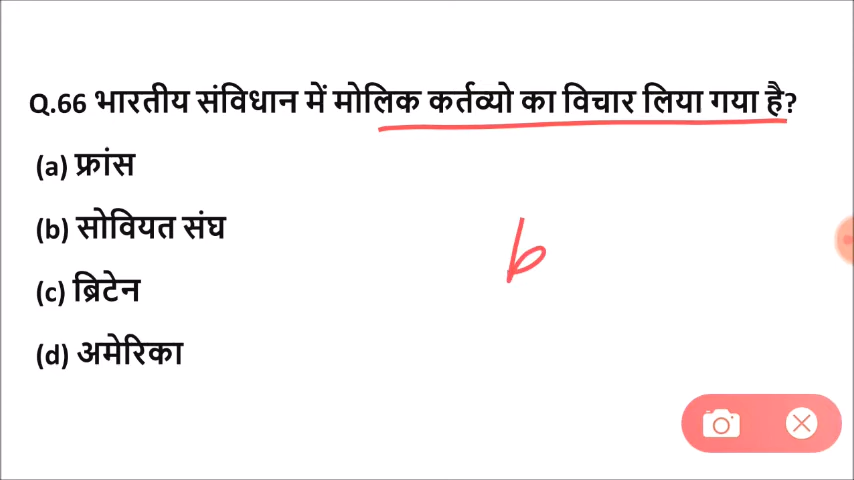 Q.66 भारतीय संविधान में मोलिक कर्तव्यो का विचार लिया गया है?
(a) फ्रांस
(b) सोवियत संघ
b
(c) ब्रिटेन
(d) अमेरिका